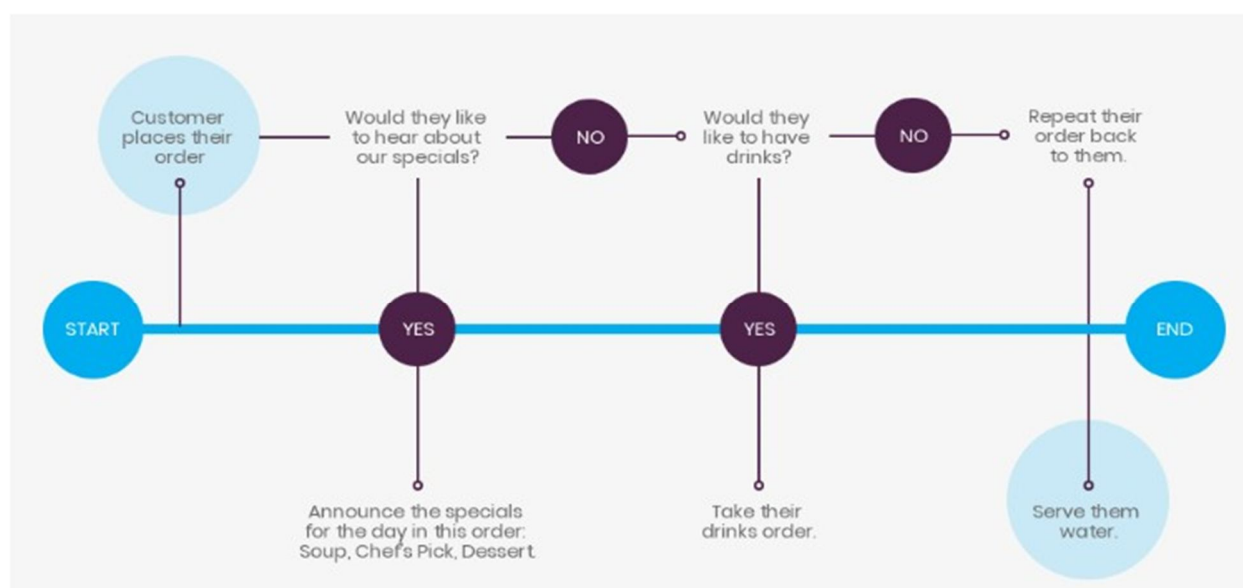 Customer
places their
order
Would they like
to hear about
our specials?
NO
Would they
like to have
drinks?
NO
Repeat their
order back
to them.
START
YES
YES
END
Announce the specials
for the day in this order:
Soup, Chef's Pick, Dessert.
Take their
drinks order.
Serve them
water.